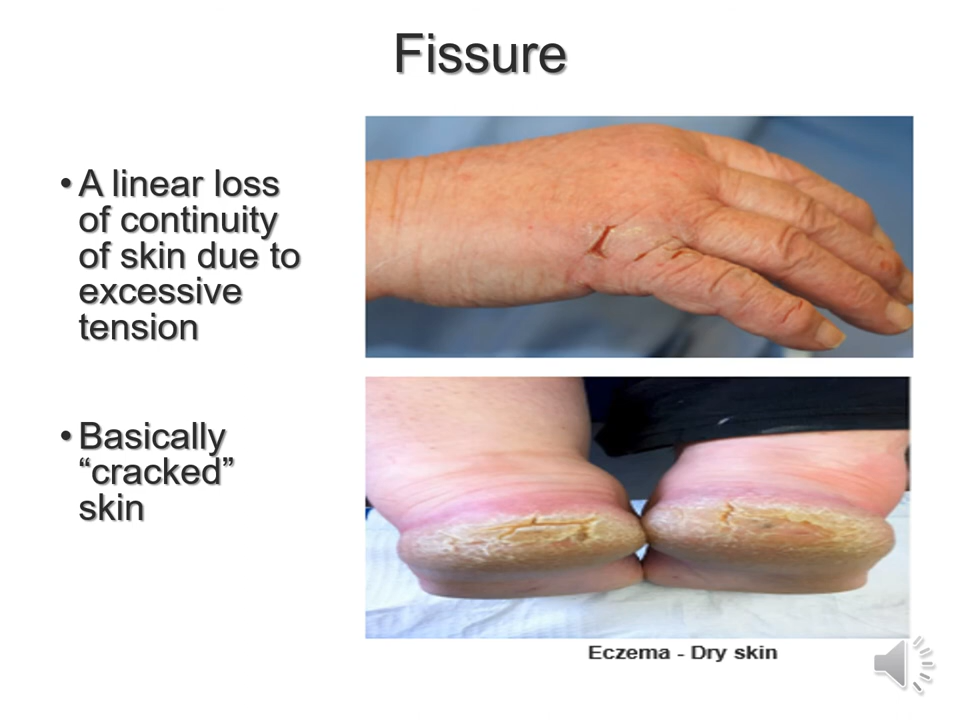 Fissure
• A linear loss
of continuity
of skin due to
excessive
tension
• Basically
“cracked”
skin
Eczema - Dry skin